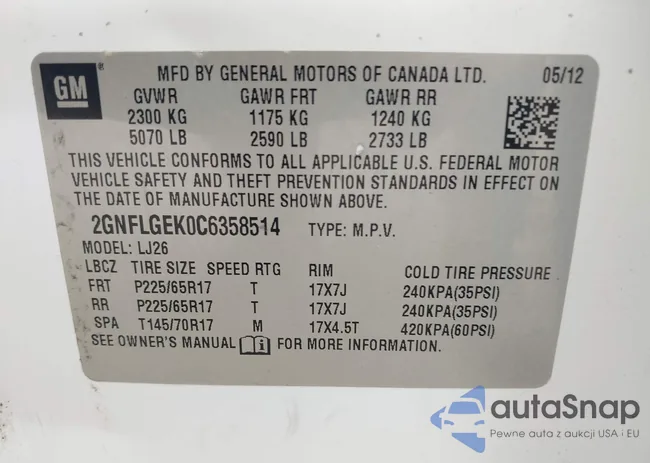 GM ®
MFD BY GENERAL MOTORS OF CANADA LTD. 05/12
GVWR GAWR FRT GAWR RR
2300 KG 1175 KG 1240 KG
5070 LB 2590 LB 2733 LB
THIS VEHICLE CONFORMS TO ALL APPLICABLE U.S. FEDERAL MOTOR
VEHICLE SAFETY AND THEFT PREVENTION STANDARDS IN EFFECT ON
THE DATE OF MANUFACTURE SHOWN ABOVE.
2GNFLGEK0C6358514 TYPE: M.P.V.
MODEL: LJ26
LBCZ TIRE SIZE SPEED RTG RIM COLD TIRE PRESSURE
FRT P225/65R17 T 17X7J 240KPA(35PSI)
RR P225/65R17 T 17X7J 240KPA(35PSI)
SPA T145/70R17 M 17X4.5T 420KPA(60PSI)
SEE OWNER'S MANUAL FOR MORE INFORMATION.
autaSnap
Pewne auta z aukcji USA i EU